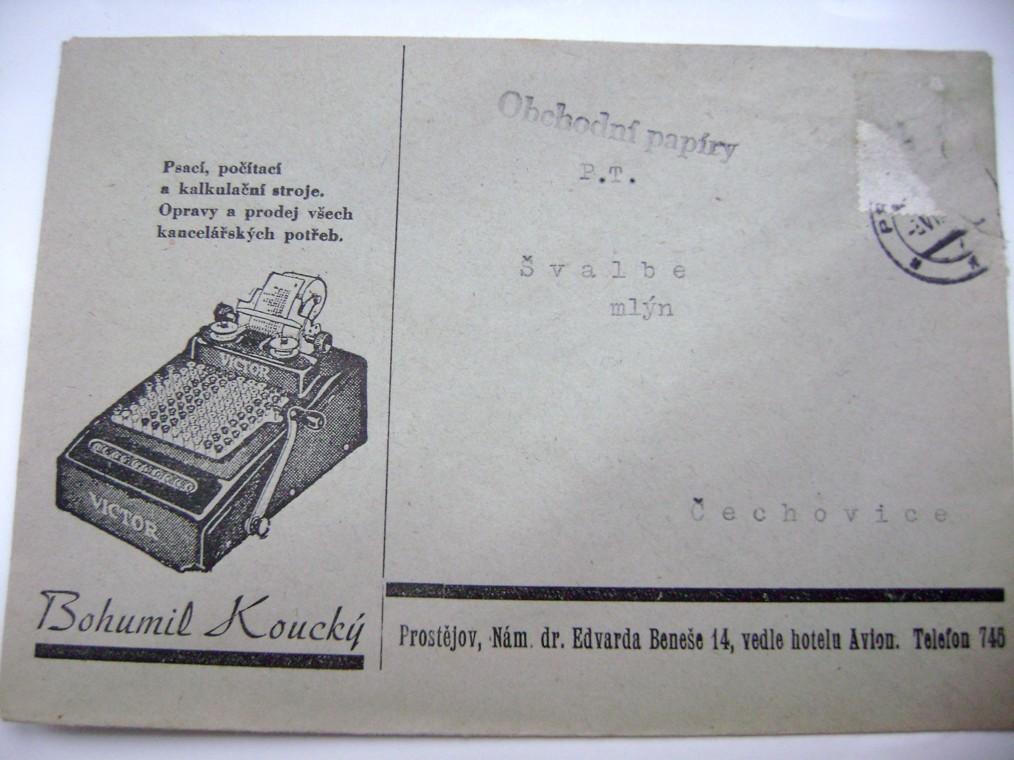 Psací, počítací
a kalkulační stroje.
Opravy a prodej všech
kancelářských potřeb.
VICTOR
VICTOR
Bohumil Koucký
Obchodní papíry
P.T.
Švalbe
mlýn
Čechovice
Prostějov, Nám. dr. Edvarda Beneše 14, vedle hotelu Avion. Telefon 745